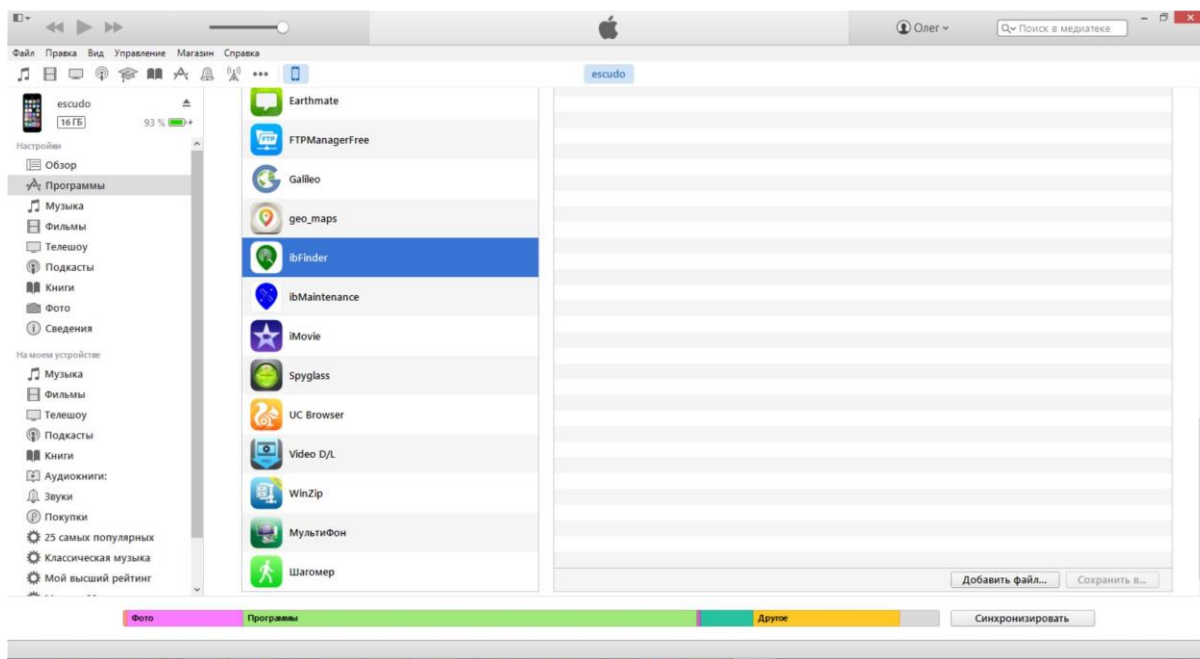 Олег
Поиск в медиатеке
Файл Правка Вид Управление Магазин Справка
escudo
escudo
16 ГБ 93 %
Настройки
Обзор
Программы
Музыка
Фильмы
Телешоу
Подкасты
Книги
Фото
Сведения
На моем устройстве
Музыка
Фильмы
Телешоу
Подкасты
Книги
Аудиокниги:
Звуки
Покупки
25 самых популярных
Классическая музыка
Мой высший рейтинг
Earthmate
FTP
FTPManagerFree
Galileo
geo_maps
ibFinder
ibMaintenance
iMovie
Spyglass
UC Browser
Video D/L
WinZip
МультиФон
Шагомер
Добавить файл... Сохранить в...
Фото Программы Другое Синхронизировать